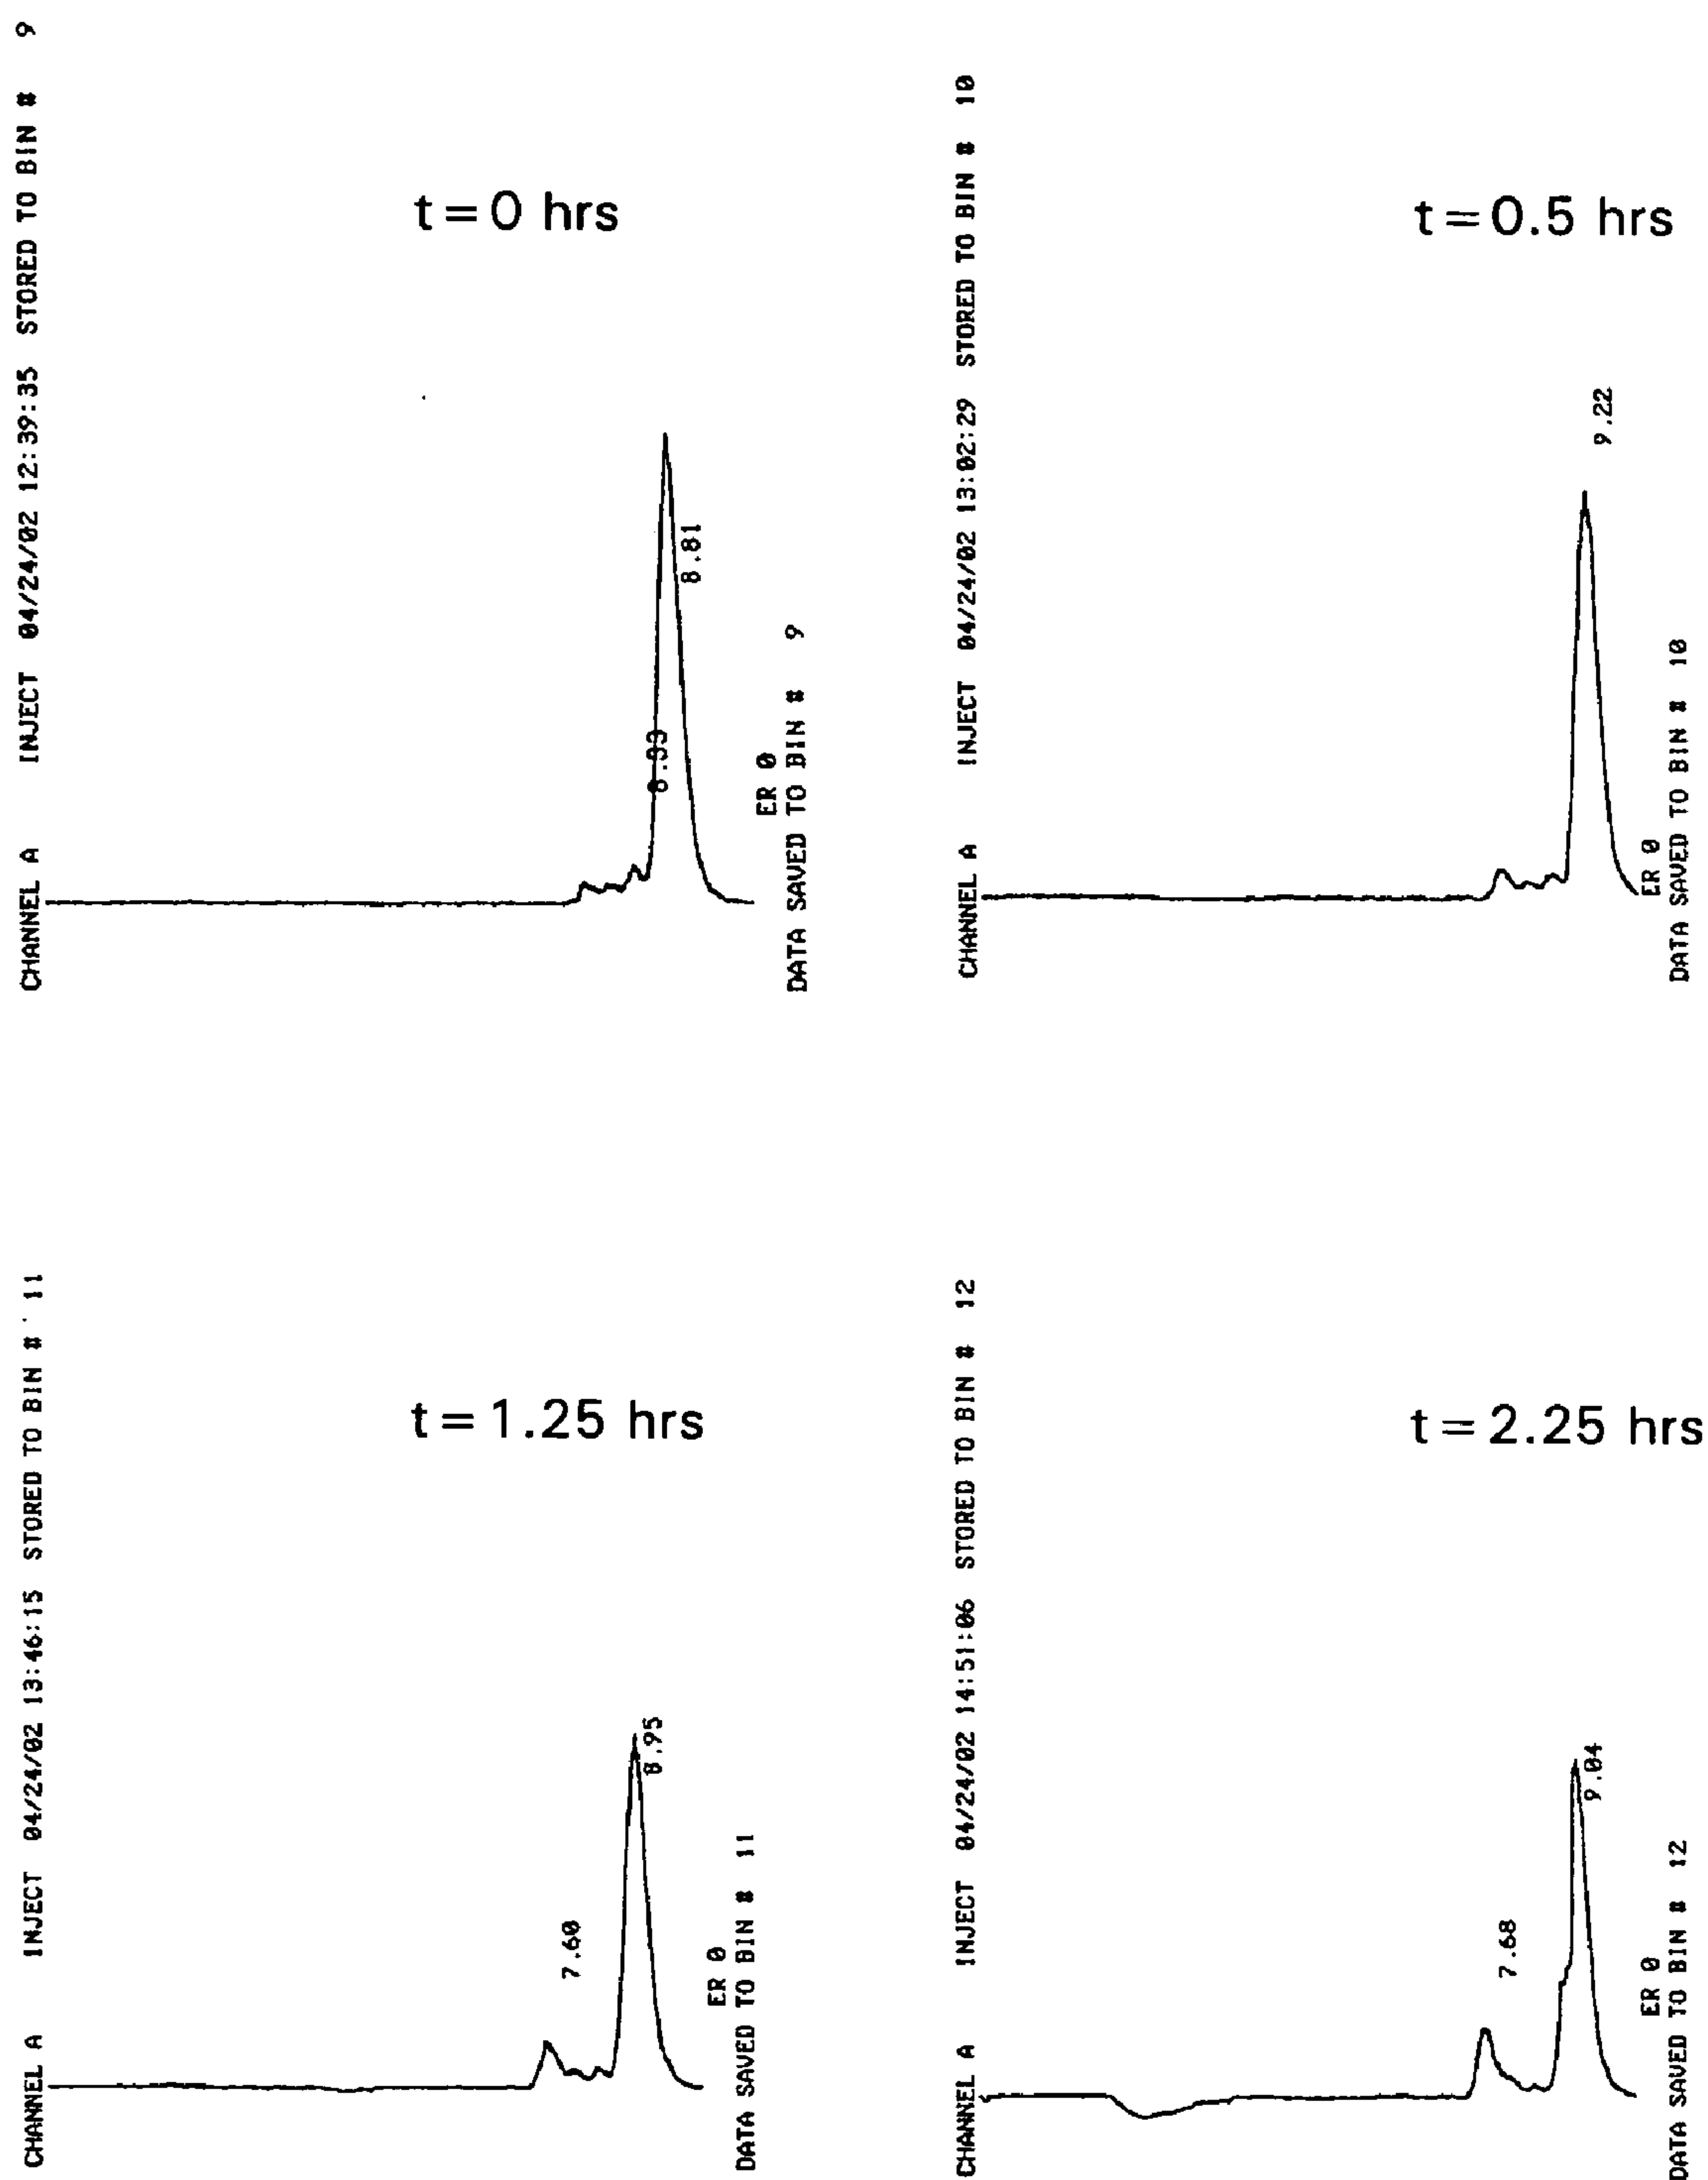 CHANNEL A INJECT 04/24/02 12:39:35 STORED TO BIN # 9
t = 0 hrs
8.81
ER 0
DATA SAVED TO BIN # 9
CHANNEL A INJECT 04/24/02 13:02:29 STORED TO BIN # 10
t = 0.5 hrs
9.22
ER 0
DATA SAVED TO BIN # 10
CHANNEL A INJECT 04/24/02 13:46:15 STORED TO BIN # 11
t = 1.25 hrs
7.60
8.95
ER 0
DATA SAVED TO BIN # 11
CHANNEL A INJECT 04/24/02 14:51:06 STORED TO BIN # 12
t = 2.25 hrs
7.68
9.04
ER 0
DATA SAVED TO BIN # 12